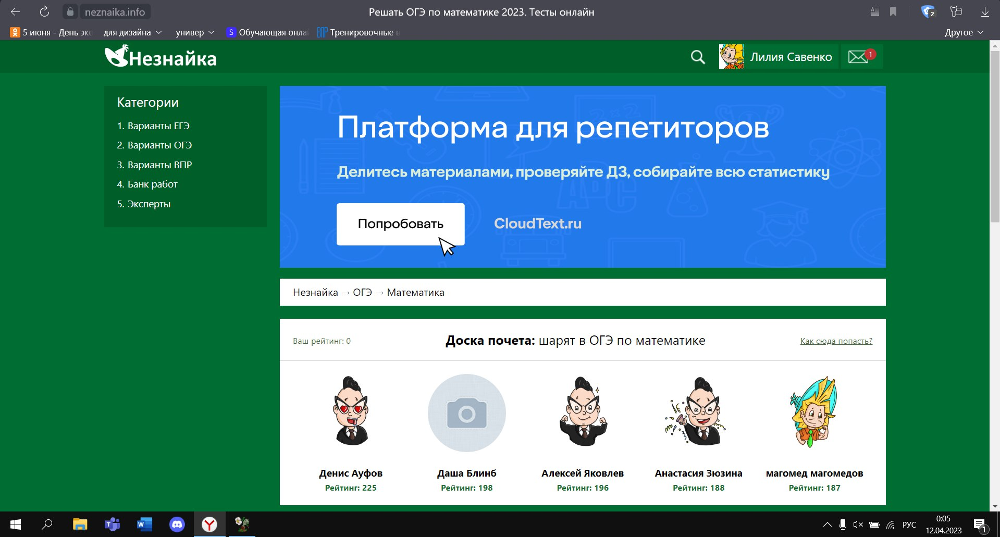 neznaika.info
Решать ОГЭ по математике 2023. Тесты онлайн
2
5 июня - День эко
для дизайна
универ
S
Обучающая онла
ВПР
Тренировочные в
Другое
Незнайка
Лилия Савенко
1
Категории
1. Варианты ЕГЭ
2. Варианты ОГЭ
3. Варианты ВПР
4. Банк работ
5. Эксперты
Платформа для репетиторов
Делитесь материалами, проверяйте ДЗ, собирайте всю статистику
Попробовать
CloudText.ru
Незнайка → ОГЭ → Математика
Ваш рейтинг: 0
Доска почета: шарят в ОГЭ по математике
Как сюда попасть?
Денис Ауфов
Рейтинг: 225
Даша Блинб
Рейтинг: 198
Алексей Яковлев
Рейтинг: 196
Анастасия Зюзина
Рейтинг: 188
магомед магомедов
Рейтинг: 187
РУС
0:05
12.04.2023
1